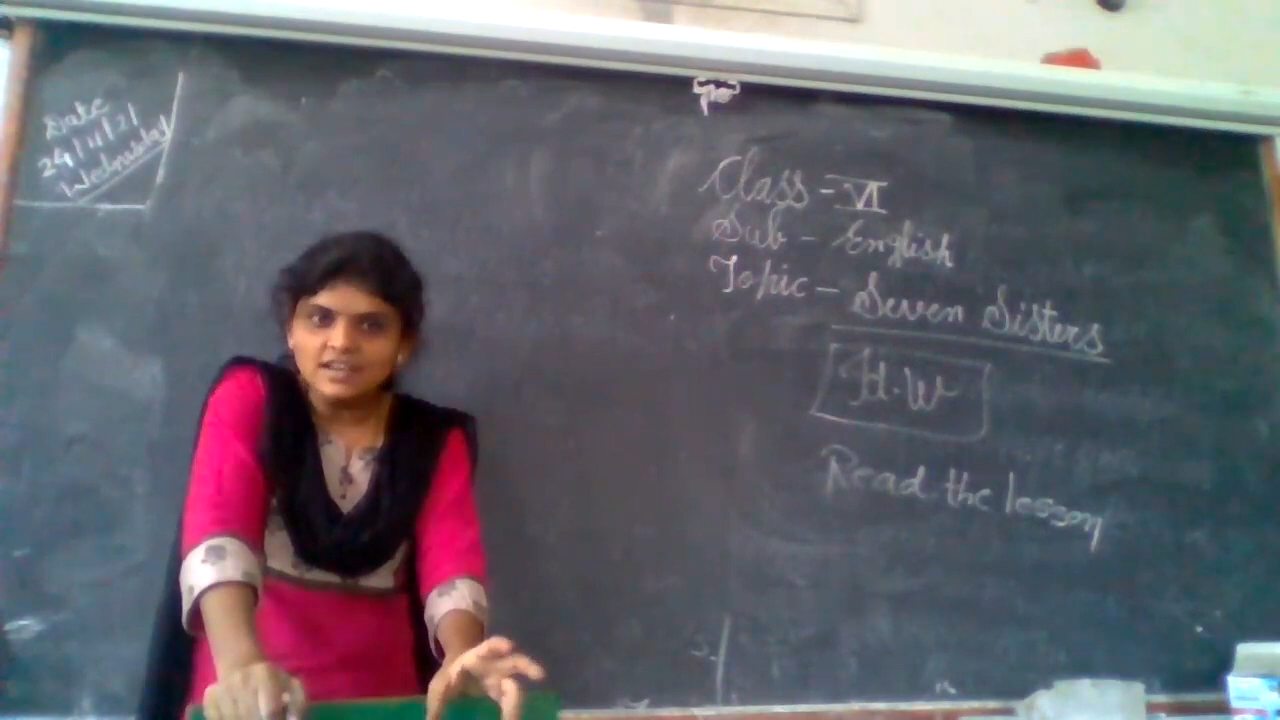 Date
24/11/21
Wednesday
Class - VI
Sub - English
Topic - Seven Sisters
H.W
Read the lesson